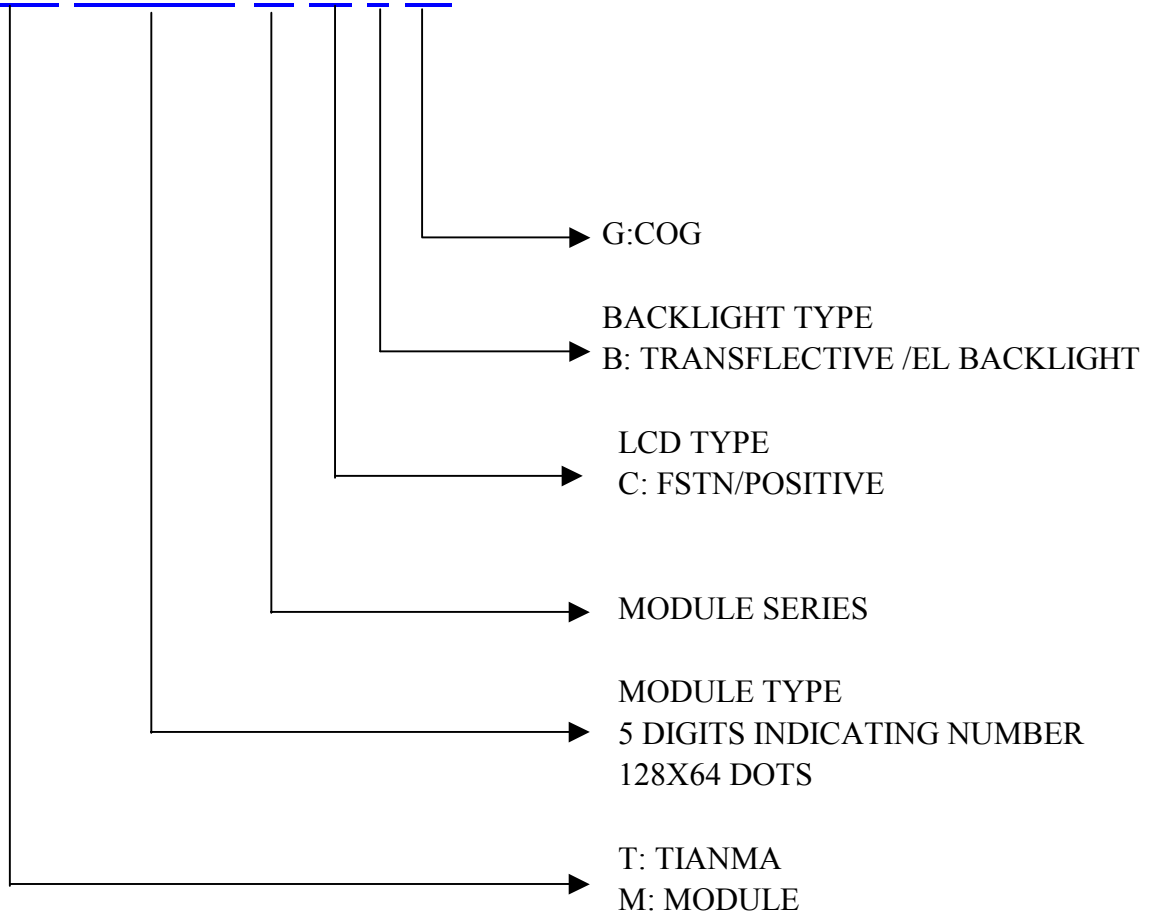 G:COG
BACKLIGHT TYPE
B: TRANSFLECTIVE /EL BACKLIGHT
LCD TYPE
C: FSTN/POSITIVE
MODULE SERIES
MODULE TYPE
5 DIGITS INDICATING NUMBER
128X64 DOTS
T: TIANMA
M: MODULE